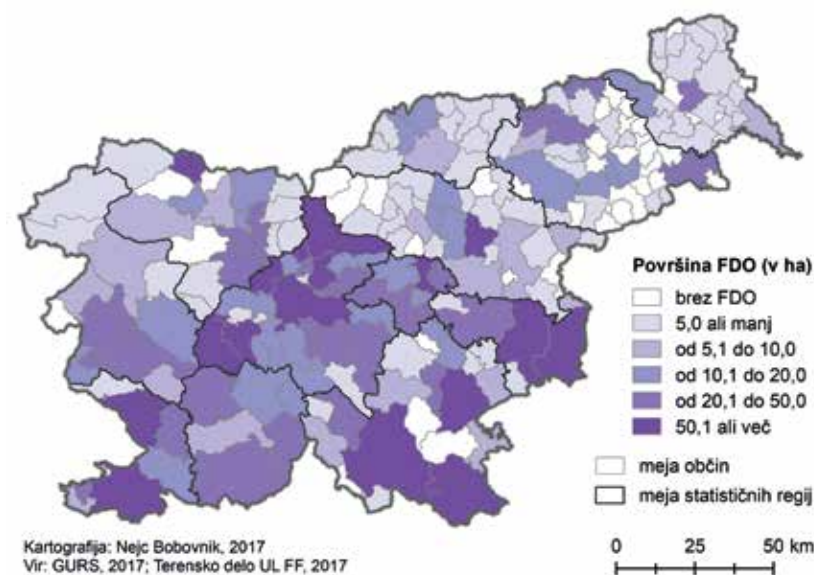 Površina FDO (v ha)
brez FDO
5,0 ali manj
od 5,1 do 10,0
od 10,1 do 20,0
od 20,1 do 50,0
50,1 ali več
meja občin
meja statističnih regij
Kartografija: Nejc Bobovnik, 2017
Vir: GURS, 2017; Terensko delo UL FF, 2017
0 25 50 km